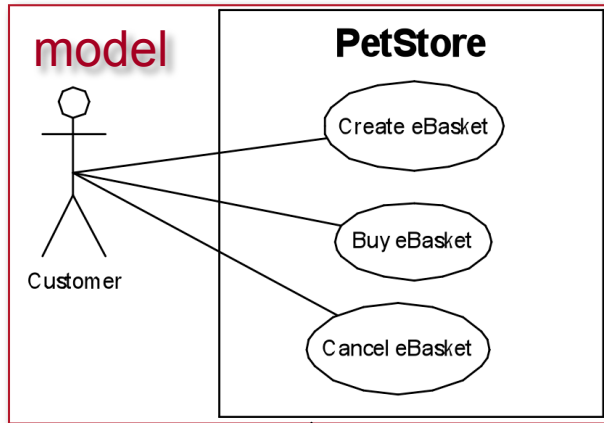 model
PetStore
Create eBasket
Buy eBasket
Customer
Cancel eBasket